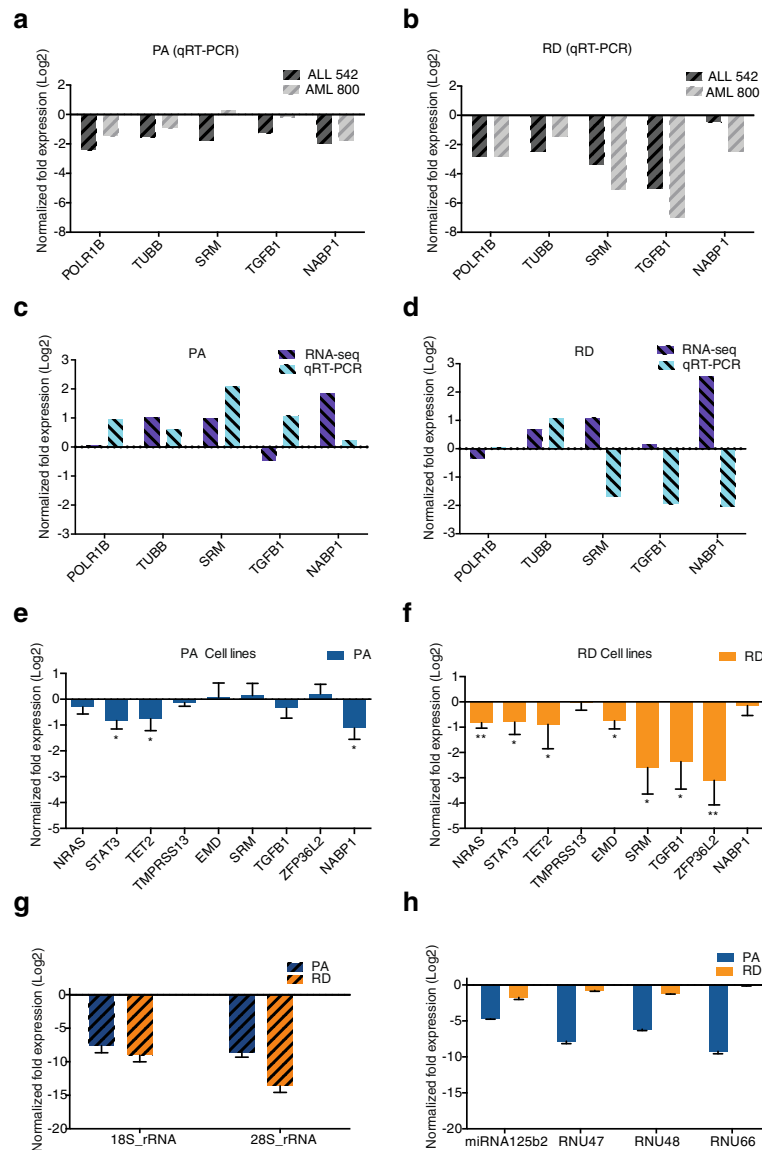 a
PA (qRT-PCR)
ALL 542
AML 800
Normalized fold expression (Log2)
2
0
-2
-4
-6
-8
POLR1B
TUBB
SRM
TGFB1
NABP1
b
RD (qRT-PCR)
ALL 542
AML 800
Normalized fold expression (Log2)
2
0
-2
-4
-6
-8
POLR1B
TUBB
SRM
TGFB1
NABP1
c
PA
RNA-seq
qRT-PCR
Normalized fold expression (Log2)
3
2
1
0
-1
-2
-3
POLR1B
TUBB
SRM
TGFB1
NABP1
d
RD
RNA-seq
qRT-PCR
Normalized fold expression (Log2)
3
2
1
0
-1
-2
-3
POLR1B
TUBB
SRM
TGFB1
NABP1
e
PA Cell lines
PA
Normalized fold expression (Log2)
1
0
-1
-2
-3
-4
-5
* * *
NRAS
STAT3
TET2
TMPRSS13
EMD
SRM
TGFB1
ZFP36L2
NABP1
f
RD Cell lines
RD
Normalized fold expression (Log2)
1
0
-1
-2
-3
-4
-5
** * * * * * **
NRAS
STAT3
TET2
TMPRSS13
EMD
SRM
TGFB1
ZFP36L2
NABP1
g
PA
RD
Normalized fold expression (Log2)
0
-5
-10
-15
-20
18S_rRNA
28S_rRNA
h
PA
RD
Normalized fold expression (Log2)
0
-5
-10
-15
-20
miRNA125b2
RNU47
RNU48
RNU66